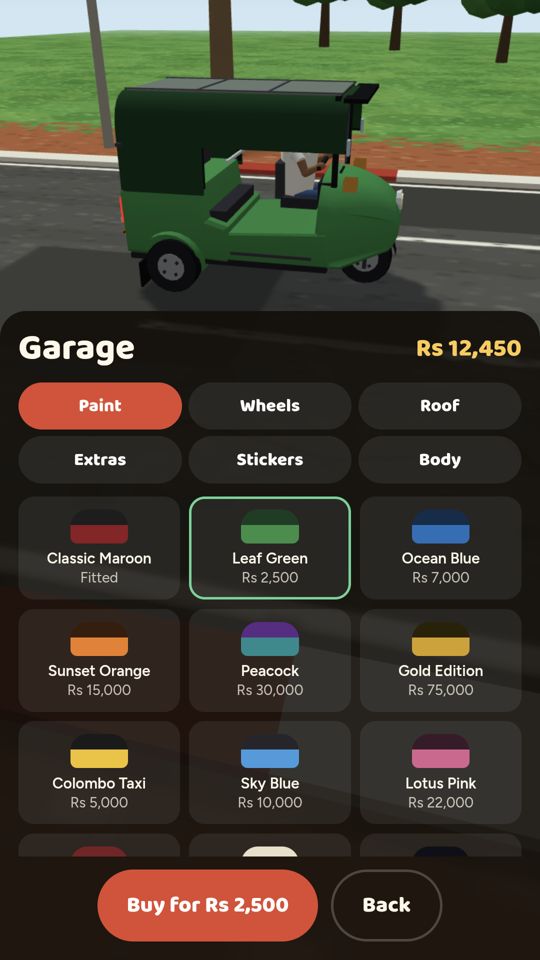 Garage
Rs 12,450
Paint
Wheels
Roof
Extras
Stickers
Body
Classic Maroon
Fitted
Leaf Green
Rs 2,500
Ocean Blue
Rs 7,000
Sunset Orange
Rs 15,000
Peacock
Rs 30,000
Gold Edition
Rs 75,000
Colombo Taxi
Rs 5,000
Sky Blue
Rs 10,000
Lotus Pink
Rs 22,000
Buy for Rs 2,500
Back